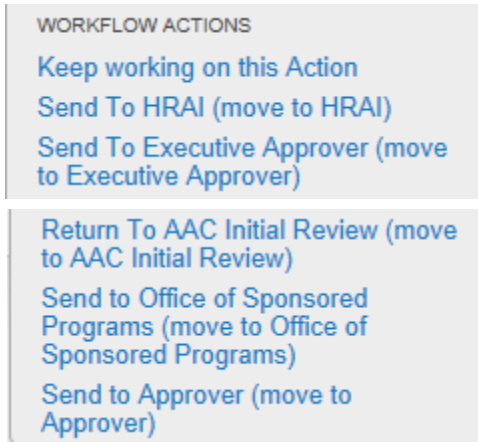 WORKFLOW ACTIONS
Keep working on this Action
Send To HRAI (move to HRAI)
Send To Executive Approver (move
to Executive Approver)
Return To AAC Initial Review (move
to AAC Initial Review)
Send to Office of Sponsored
Programs (move to Office of
Sponsored Programs)
Send to Approver (move to
Approver)